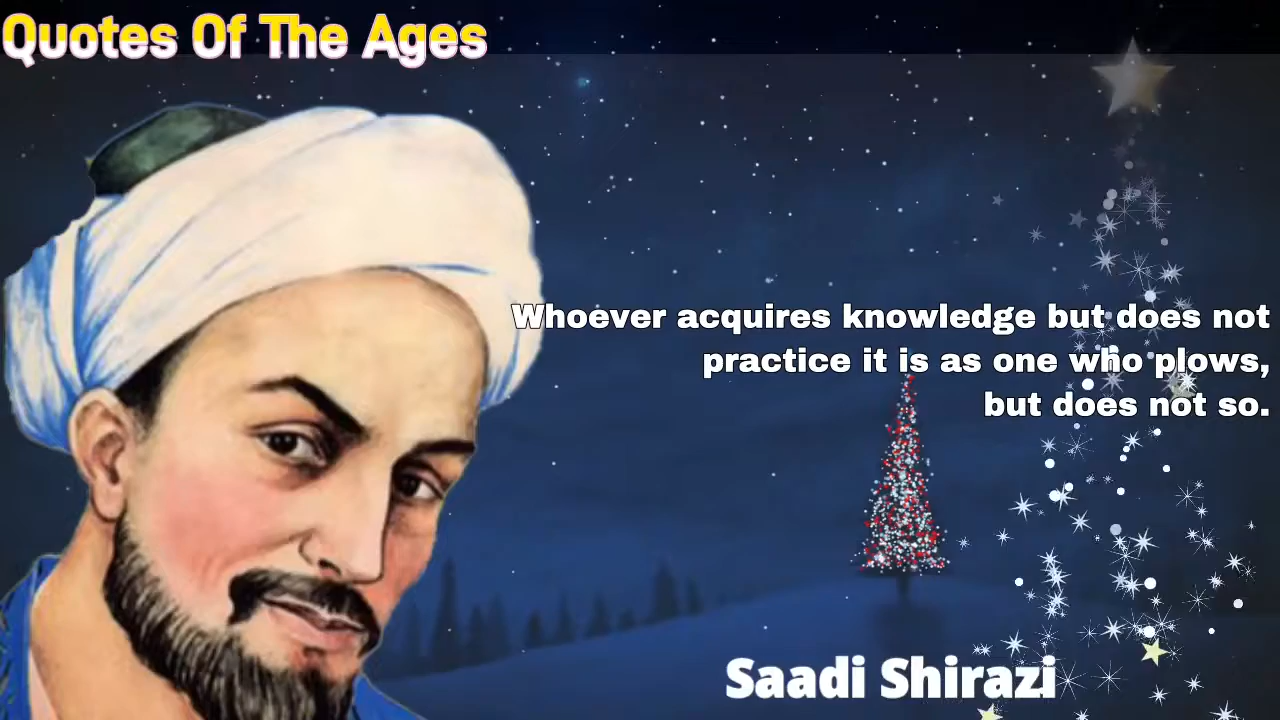 Quotes Of The Ages
Whoever acquires knowledge but does not
practice it is as one who plows,
but does not so.
Saadi Shirazi